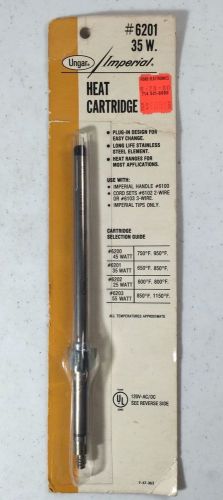 #6201
35 W.
Ungar
Imperial
HEAT
CARTRIDGE
PLUG-IN DESIGN FOR
EASY CHANGE.
LONG LIFE STAINLESS
STEEL ELEMENT.
HEAT RANGES FOR
MOST APPLICATIONS.
USE WITH:
IMPERIAL HANDLE #6100
CORD SETS #6102 2-WIRE
OR #6103 3-WIRE.
IMPERIAL TIPS ONLY.
CARTRIDGE
SELECTION GUIDE
#6200
45 WATT
750°F. 950°F.
#6201
35 WATT
650°F. 850°F.
#6202
25 WATT
600°F. 800°F.
#6203
55 WATT
850°F. 1150°F.
ALL TEMPERATURES APPROXIMATE
UL
120V-AC/DC
SEE REVERSE SIDE